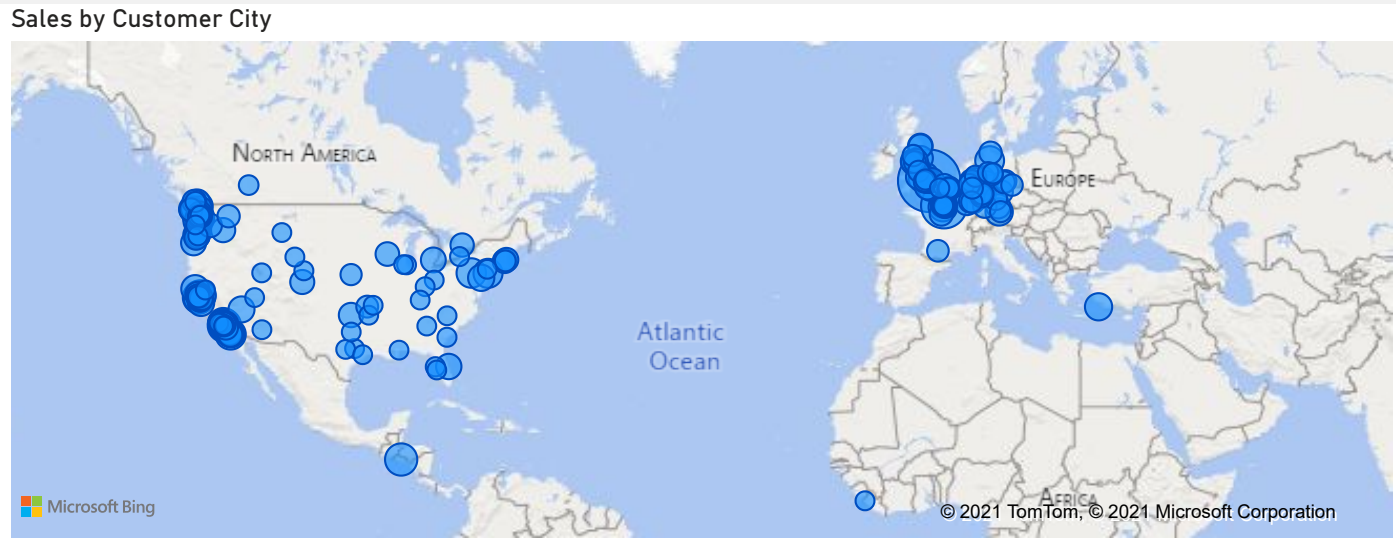 Sales by Customer City
North America
Europe
Atlantic
Ocean
Africa
Microsoft Bing
© 2021 TomTom, © 2021 Microsoft Corporation